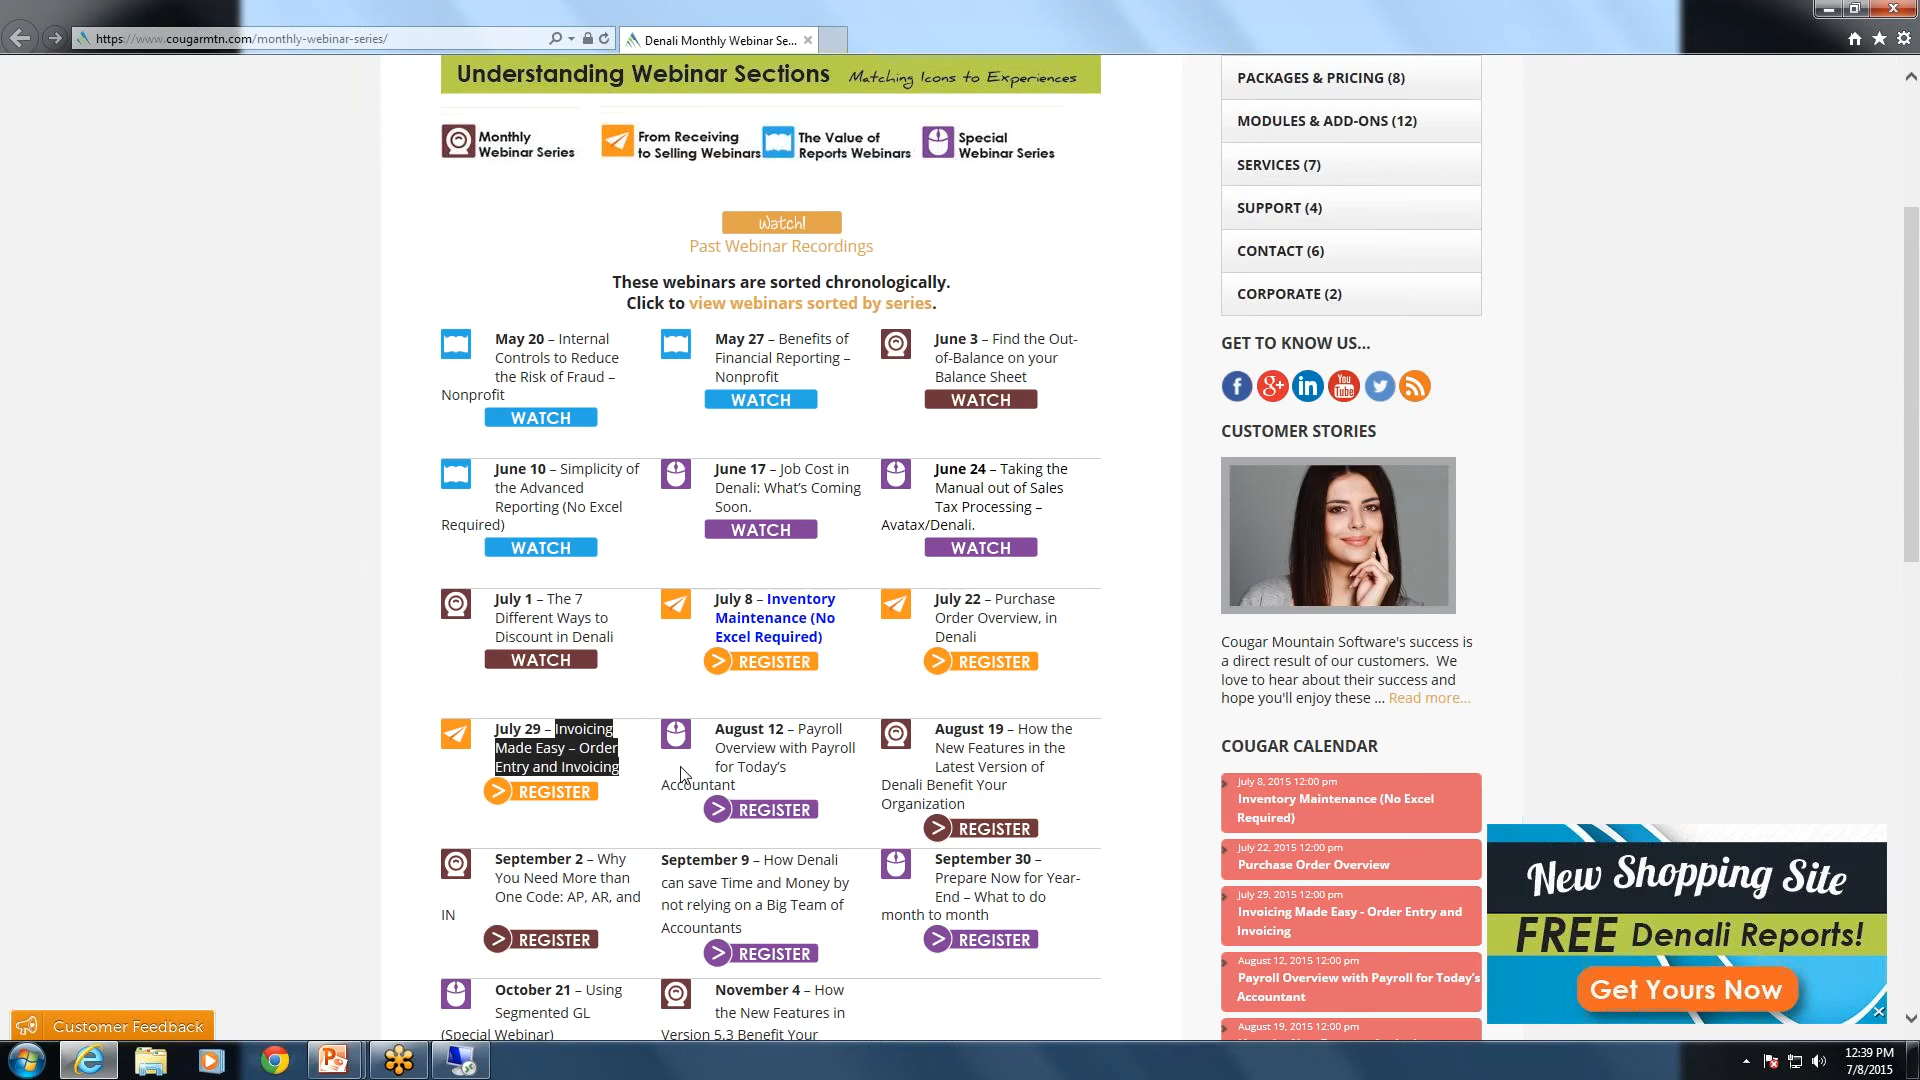 https://www.cougarmtn.com/monthly-webinar-series/
Denali Monthly Webinar Se...
Understanding Webinar Sections Matching Icons to Experiences
Monthly
Webinar Series
From Receiving
to Selling Webinars
The Value of
Reports Webinars
Special
Webinar Series
Watch!
Past Webinar Recordings
These webinars are sorted chronologically.
Click to view webinars sorted by series.
May 20 – Internal
Controls to Reduce
the Risk of Fraud –
Nonprofit
WATCH
May 27 – Benefits of
Financial Reporting –
Nonprofit
WATCH
June 3 – Find the Out-
of-Balance on your
Balance Sheet
WATCH
June 10 – Simplicity of
the Advanced
Reporting (No Excel
Required)
WATCH
June 17 – Job Cost in
Denali: What's Coming
Soon.
WATCH
June 24 – Taking the
Manual out of Sales
Tax Processing –
Avatax/Denali.
WATCH
July 1 – The 7
Different Ways to
Discount in Denali
WATCH
July 8 – Inventory
Maintenance (No
Excel Required)
> REGISTER
July 22 – Purchase
Order Overview, in
Denali
> REGISTER
July 29 – Invoicing
Made Easy – Order
Entry and Invoicing
> REGISTER
August 12 – Payroll
Overview with Payroll
for Today's
Accountant
> REGISTER
August 19 – How the
New Features in the
Latest Version of
Denali Benefit Your
Organization
> REGISTER
September 2 – Why
You Need More than
One Code: AP, AR, and
IN
> REGISTER
September 9 – How Denali
can save Time and Money by
not relying on a Big Team of
Accountants
> REGISTER
September 30 –
Prepare Now for Year-
End – What to do
month to month
> REGISTER
October 21 – Using
Segmented GL
(Special Webinar)
November 4 – How
the New Features in
Version 5.3 Benefit Your
PACKAGES & PRICING (8)
MODULES & ADD-ONS (12)
SERVICES (7)
SUPPORT (4)
CONTACT (6)
CORPORATE (2)
GET TO KNOW US...
You
Tube
CUSTOMER STORIES
Cougar Mountain Software's success is
a direct result of our customers. We
love to hear about their success and
hope you'll enjoy these ... Read more...
COUGAR CALENDAR
July 8, 2015 12:00 pm
Inventory Maintenance (No Excel
Required)
July 22, 2015 12:00 pm
Purchase Order Overview
July 29, 2015 12:00 pm
Invoicing Made Easy - Order Entry and
Invoicing
August 12, 2015 12:00 pm
Payroll Overview with Payroll for Today's
Accountant
August 19, 2015 12:00 pm
New Shopping Site
FREE Denali Reports!
Get Yours Now
Customer Feedback
12:39 PM
7/8/2015